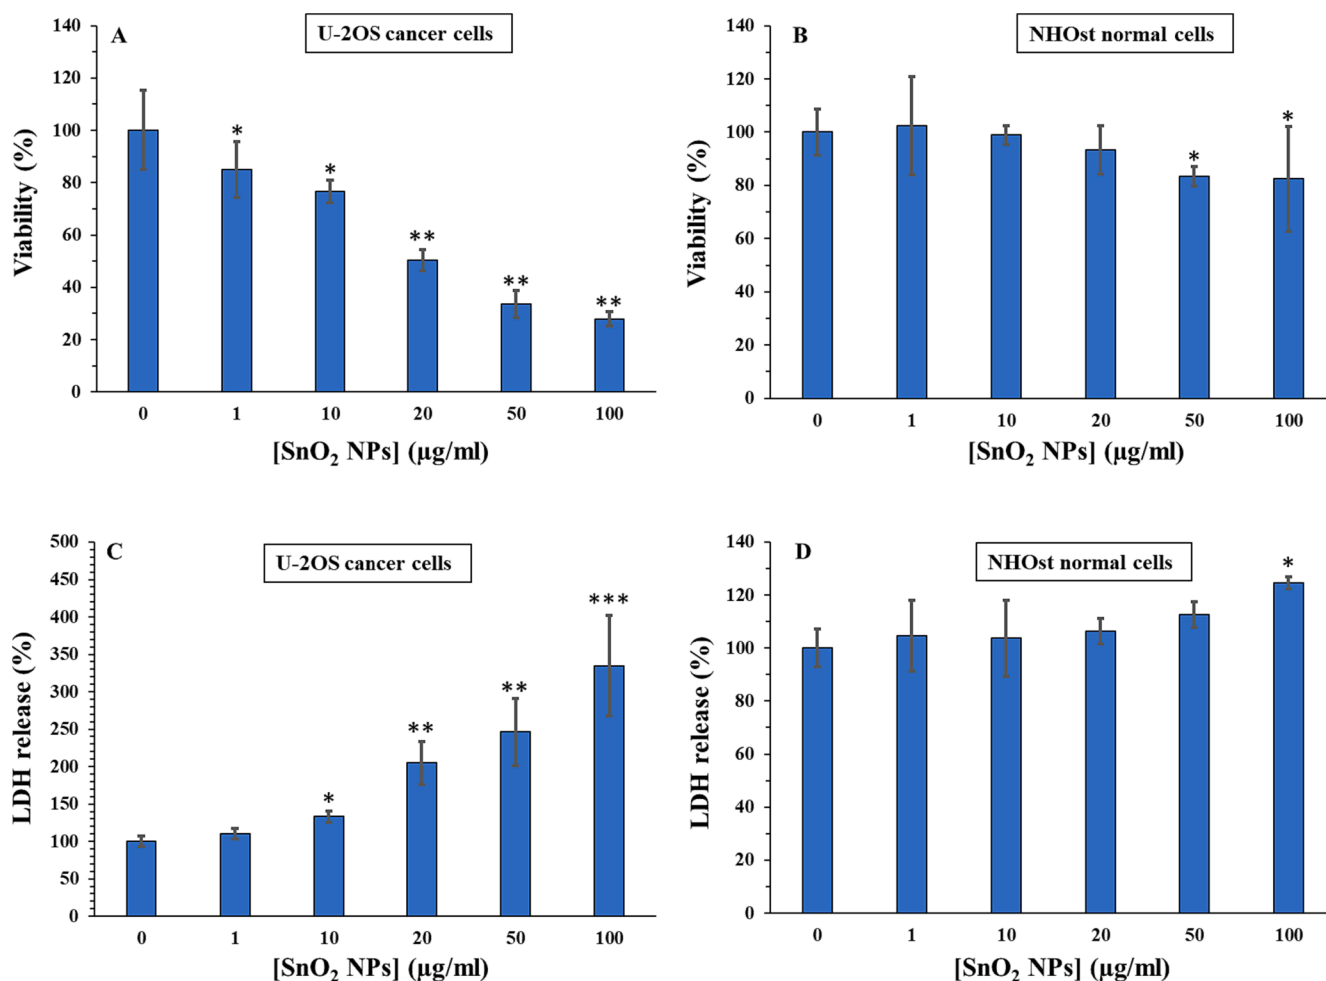 A
U-2OS cancer cells
140
120
100
80
60
40
20
0
Viability (%)
**
*
*
**
**
0 1 10 20 50 100
[SnO₂ NPs] (μg/ml)
B
NHOst normal cells
140
120
100
80
60
40
20
0
Viability (%)
*
*
0 1 10 20 50 100
[SnO₂ NPs] (μg/ml)
C
U-2OS cancer cells
500
450
400
350
300
250
200
150
100
50
0
LDH release (%)
*
**
**
***
0 1 10 20 50 100
[SnO₂ NPs] (μg/ml)
D
NHOst normal cells
140
120
100
80
60
40
20
0
LDH release (%)
*
0 1 10 20 50 100
[SnO₂ NPs] (μg/ml)